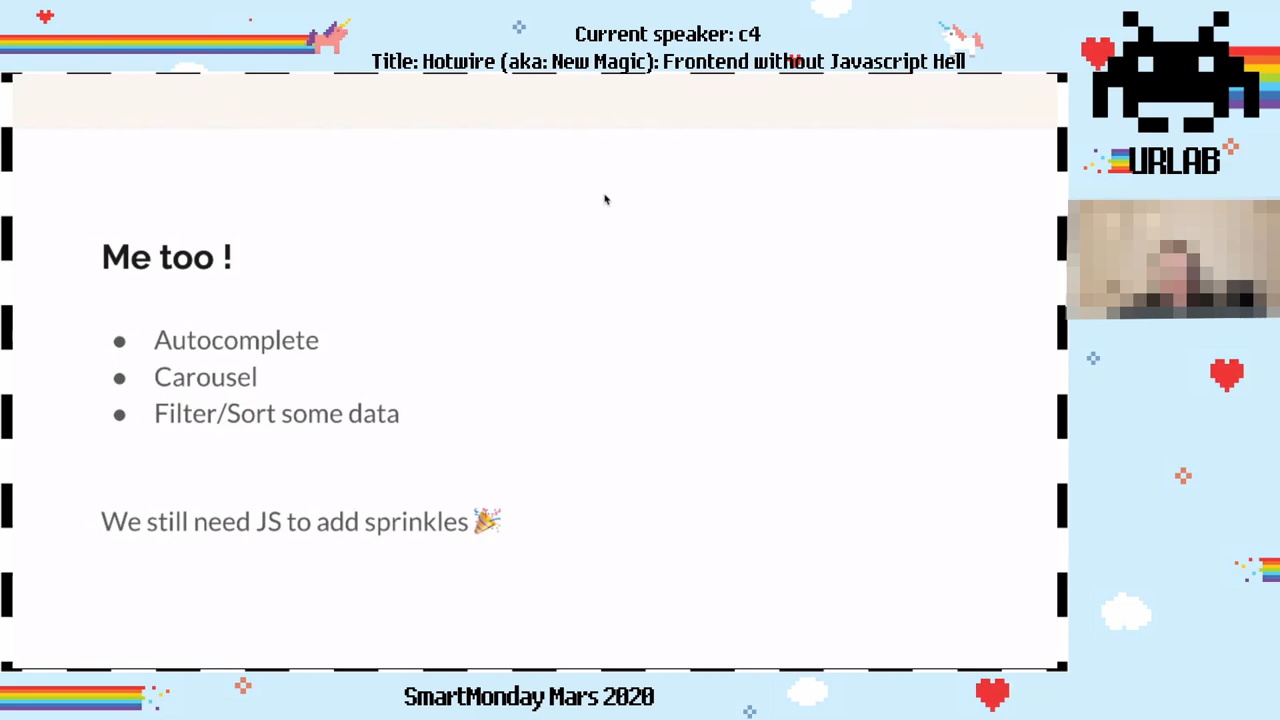 Current speaker: c4
Title: Hotwire (aka: New Magic): Frontend without Javascript Hell
URLAB
Me too !
● Autocomplete
● Carousel
● Filter/Sort some data
We still need JS to add sprinkles 🎉
SmartMonday Mars 2020